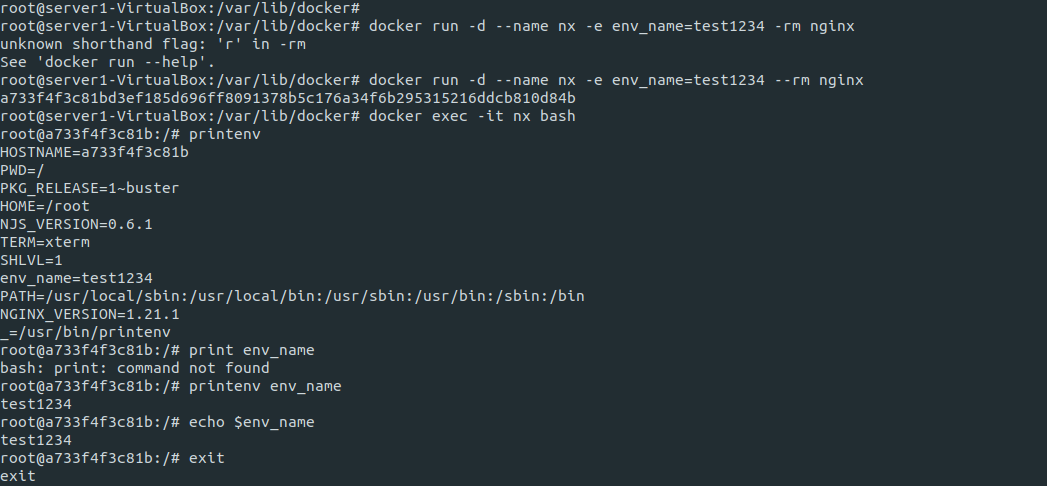 root@server1-VirtualBox:/var/lib/docker#
root@server1-VirtualBox:/var/lib/docker# docker run -d --name nx -e env_name=test1234 -rm nginx
unknown shorthand flag: 'r' in -rm
See 'docker run --help'.
root@server1-VirtualBox:/var/lib/docker# docker run -d --name nx -e env_name=test1234 --rm nginx
a733f4f3c81bd3ef185d696ff8091378b5c176a34f6b295315216ddcb810d84b
root@server1-VirtualBox:/var/lib/docker# docker exec -it nx bash
root@a733f4f3c81b:/# printenv
HOSTNAME=a733f4f3c81b
PWD=/
PKG_RELEASE=1~buster
HOME=/root
NJS_VERSION=0.6.1
TERM=xterm
SHLVL=1
env_name=test1234
PATH=/usr/local/sbin:/usr/local/bin:/usr/sbin:/usr/bin:/sbin:/bin
NGINX_VERSION=1.21.1
_=/usr/bin/printenv
root@a733f4f3c81b:/# print env_name
bash: print: command not found
root@a733f4f3c81b:/# printenv env_name
test1234
root@a733f4f3c81b:/# echo $env_name
test1234
root@a733f4f3c81b:/# exit
exit